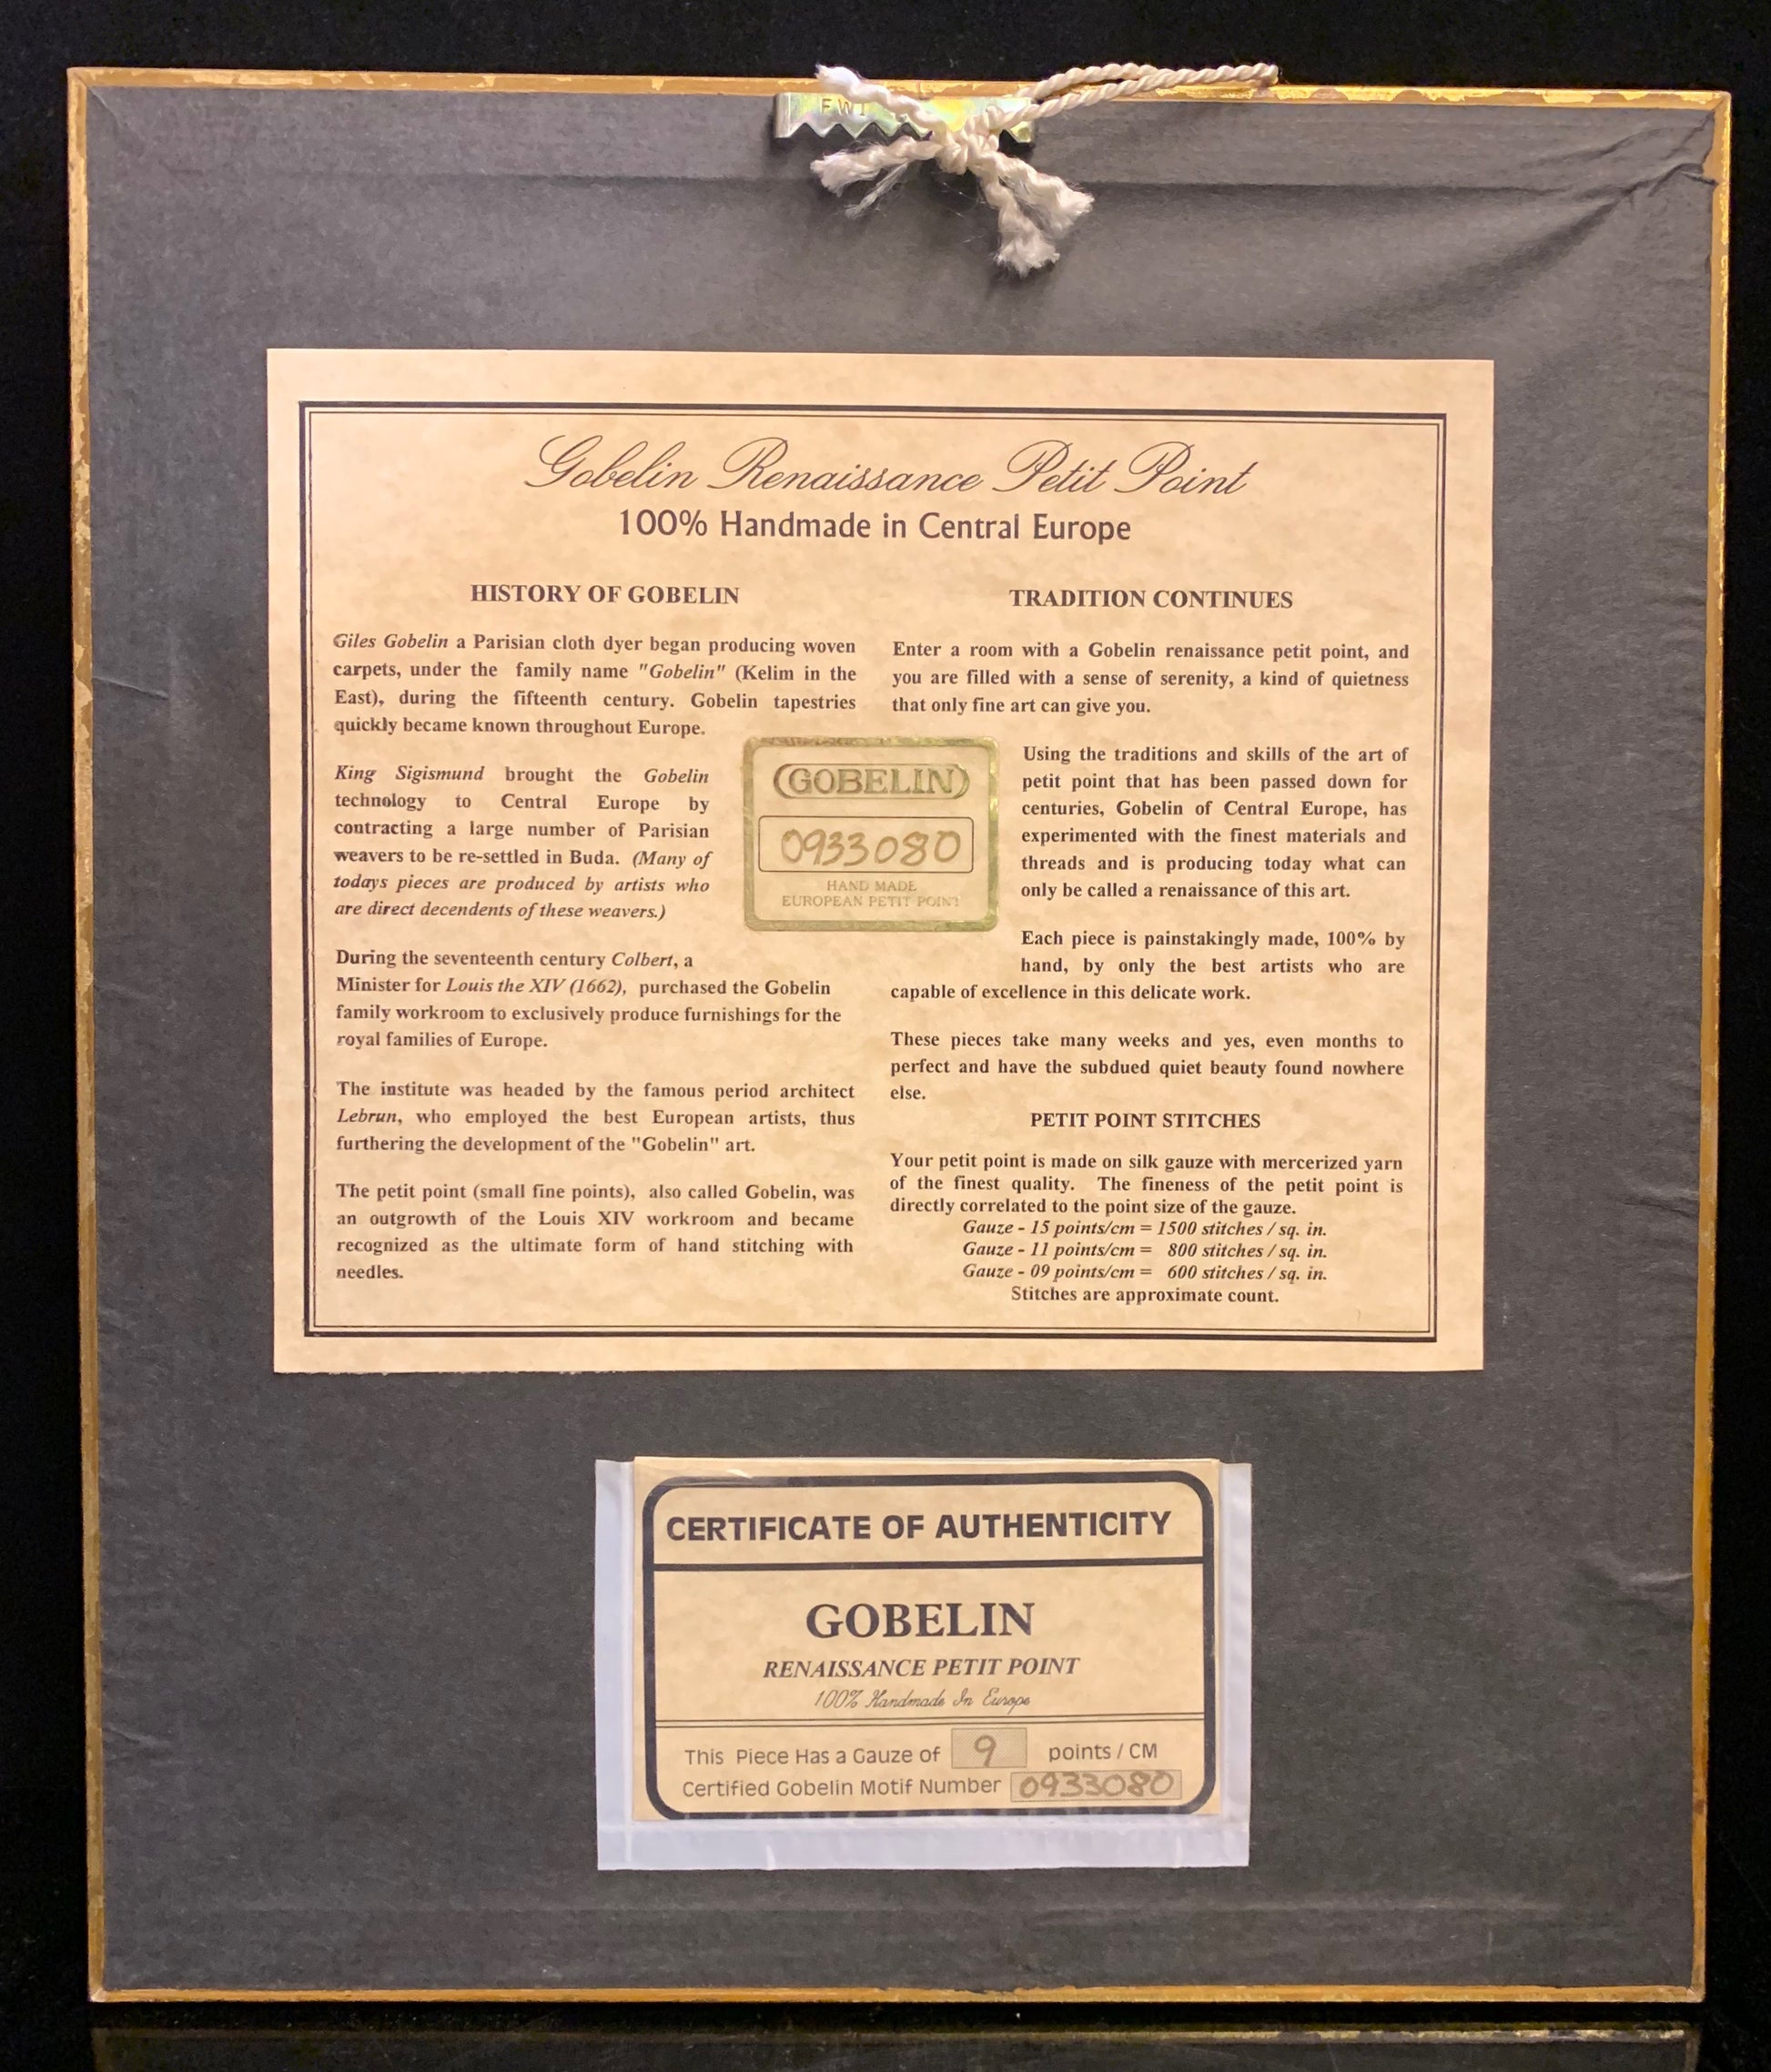 Gobelin Renaissance Petit Point
100% Handmade in Central Europe
HISTORY OF GOBELIN
Giles Gobelin a Parisian cloth dyer began producing woven
carpets, under the family name "Gobelin" (Kelim in the
East), during the fifteenth century. Gobelin tapestries
quickly became known throughout Europe.
King Sigismund brought the Gobelin
technology to Central Europe by
contracting a large number of Parisian
weavers to be re-settled in Buda. (Many of
todays pieces are produced by artists who
are direct decendents of these weavers.)
During the seventeenth century Colbert, a
Minister for Louis the XIV (1662), purchased the Gobelin
family workroom to exclusively produce furnishings for the
royal families of Europe.
The institute was headed by the famous period architect
Lebrun, who employed the best European artists, thus
furthering the development of the "Gobelin" art.
The petit point (small fine points), also called Gobelin, was
an outgrowth of the Louis XIV workroom and became
recognized as the ultimate form of hand stitching with
needles.
GOBELIN
0933080
HAND MADE
EUROPEAN PETIT POINT
TRADITION CONTINUES
Enter a room with a Gobelin renaissance petit point, and
you are filled with a sense of serenity, a kind of quietness
that only fine art can give you.
Using the traditions and skills of the art of
petit point that has been passed down for
centuries, Gobelin of Central Europe, has
experimented with the finest materials and
threads and is producing today what can
only be called a renaissance of this art.
Each piece is painstakingly made, 100% by
hand, by only the best artists who are
capable of excellence in this delicate work.
These pieces take many weeks and yes, even months to
perfect and have the subdued quiet beauty found nowhere
else.
PETIT POINT STITCHES
Your petit point is made on silk gauze with mercerized yarn
of the finest quality. The fineness of the petit point is
directly correlated to the point size of the gauze.
Gauze - 15 points/cm = 1500 stitches / sq. in.
Gauze - 11 points/cm = 800 stitches / sq. in.
Gauze - 09 points/cm = 600 stitches / sq. in.
Stitches are approximate count.
CERTIFICATE OF AUTHENTICITY
GOBELIN
RENAISSANCE PETIT POINT
100% Handmade In Europe
This Piece Has a Gauze of 9 points / CM
Certified Gobelin Motif Number 0933080